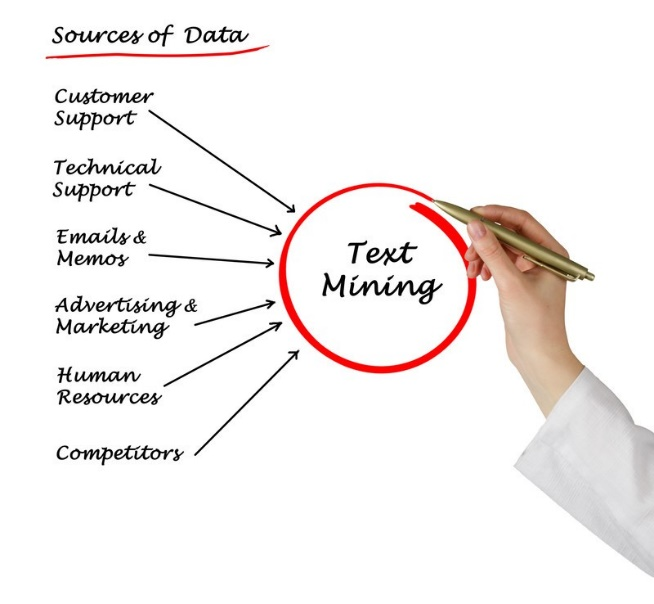 Sources of Data
Customer
Support
Technical
Support
Emails &
Memos
Advertising &
Marketing
Human
Resources
Competitors
Text
Mining